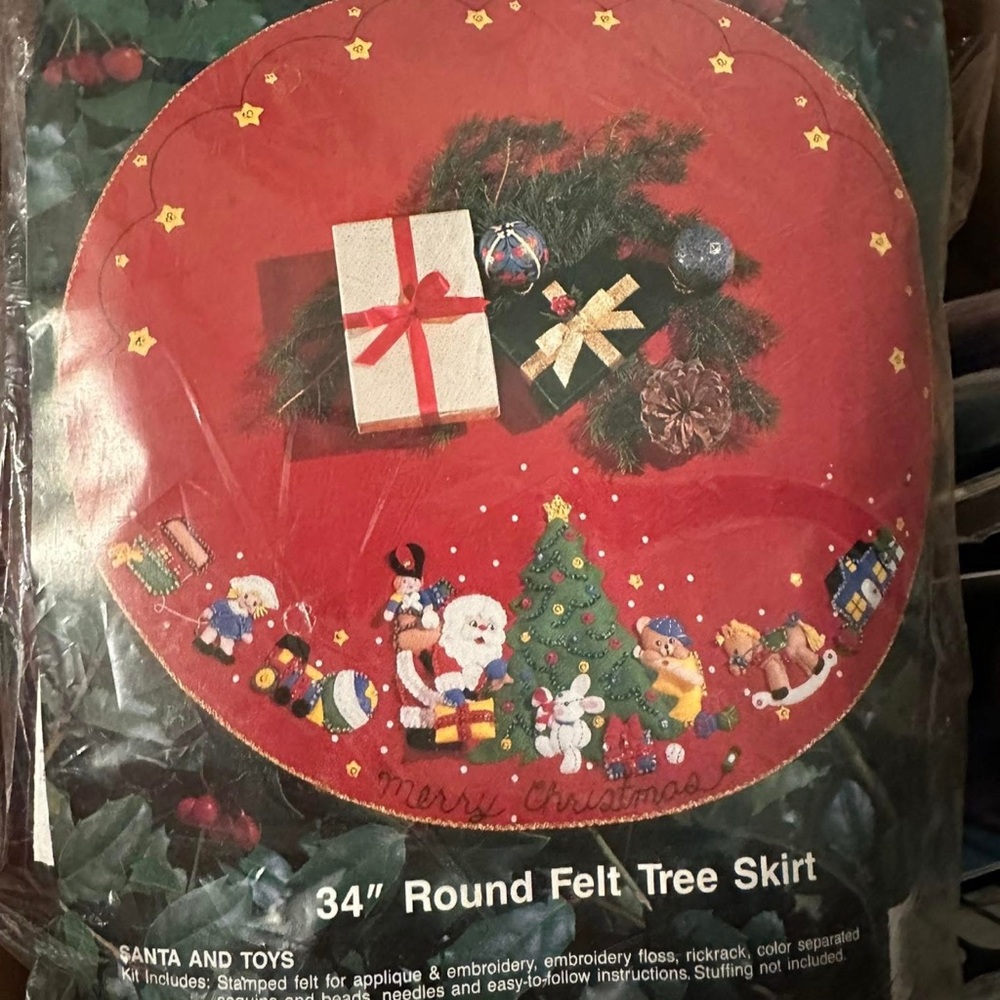 Merry Christmas
34" Round Felt Tree Skirt
SANTA AND TOYS
Kit Includes: Stamped felt for applique & embroidery, embroidery floss, rickrack, color separated
sequins and beads, needles and easy-to-follow instructions. Stuffing not included.